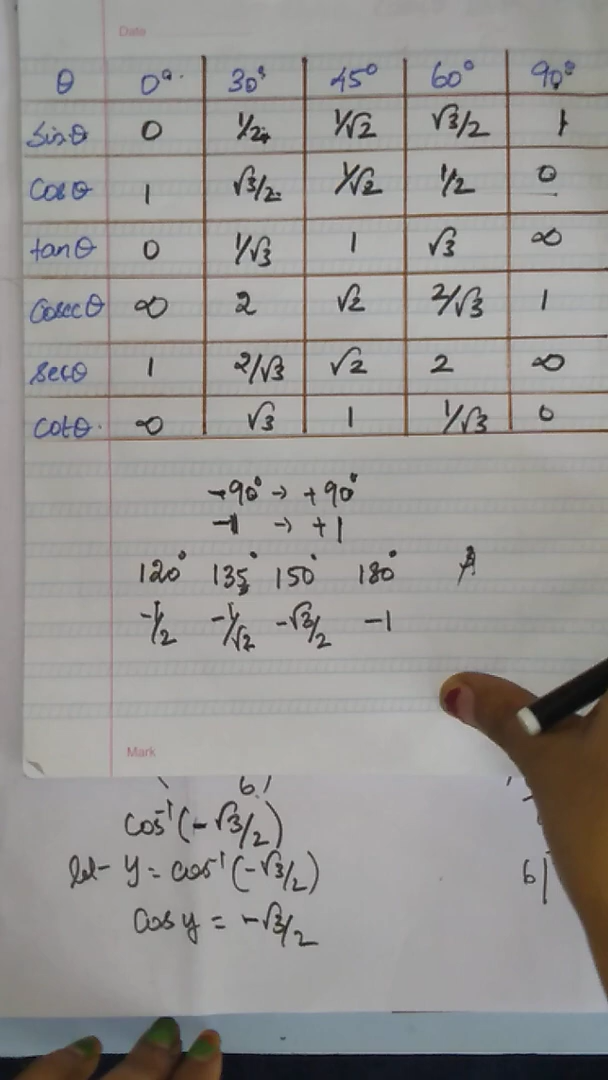 Date
θ 0° 30° 45° 60° 90°
Sinθ 0 1/2 1/√2 √3/2 1
Cosθ 1 √3/2 1/√2 1/2 0
tanθ 0 1/√3 1 √3 ∞
Cosecθ ∞ 2 √2 2/√3 1
secθ 1 2/√3 √2 2 ∞
cotθ ∞ √3 1 1/√3 0
-90° → +90°
-1 → +1
120° 135° 150° 180°
-1/2 -1/√2 -√3/2 -1
Mark
cos⁻¹(-√3/2)
let y = cos⁻¹(-√3/2)
Cos y = -√3/2